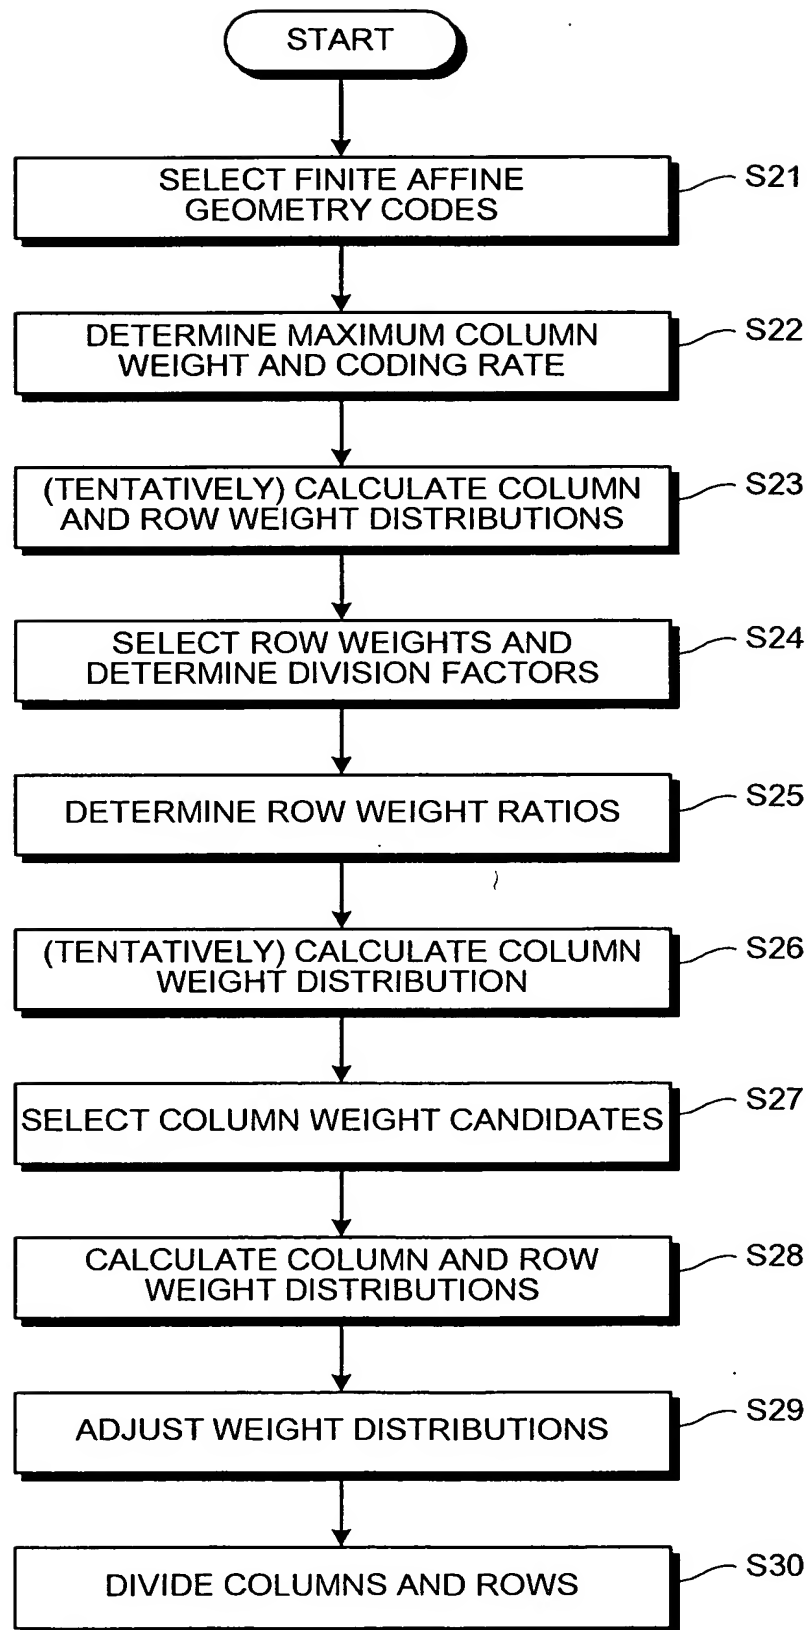 START
SELECT FINITE AFFINE
GEOMETRY CODES
S21
DETERMINE MAXIMUM COLUMN
WEIGHT AND CODING RATE
S22
(TENTATIVELY) CALCULATE COLUMN
AND ROW WEIGHT DISTRIBUTIONS
S23
SELECT ROW WEIGHTS AND
DETERMINE DIVISION FACTORS
S24
DETERMINE ROW WEIGHT RATIOS
S25
(TENTATIVELY) CALCULATE COLUMN
WEIGHT DISTRIBUTION
S26
SELECT COLUMN WEIGHT CANDIDATES
S27
CALCULATE COLUMN AND ROW
WEIGHT DISTRIBUTIONS
S28
ADJUST WEIGHT DISTRIBUTIONS
S29
DIVIDE COLUMNS AND ROWS
S30